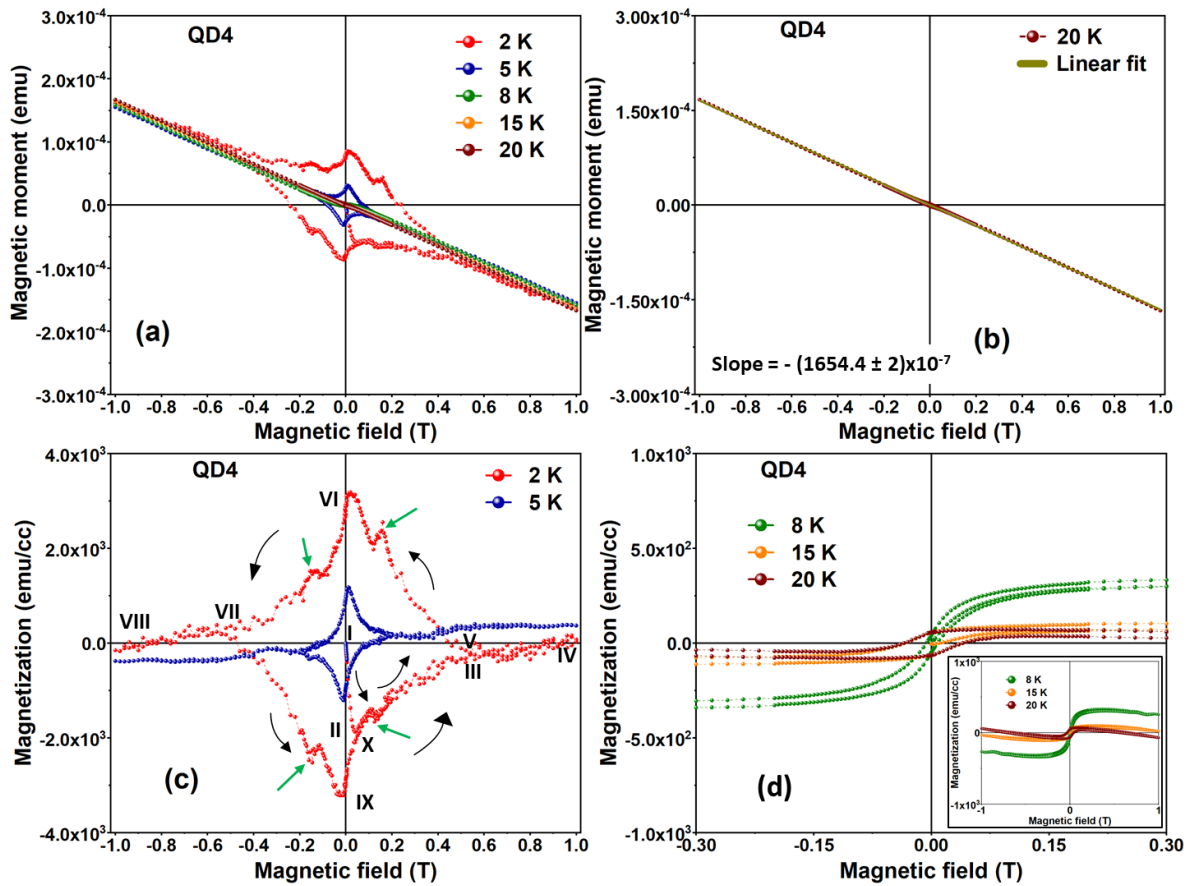 QD4
2 K
5 K
8 K
15 K
20 K
3.0x10⁻⁴
2.0x10⁻⁴
1.0x10⁻⁴
0.0
-1.0x10⁻⁴
-2.0x10⁻⁴
-3.0x10⁻⁴
Magnetic moment (emu)
(a)
-1.0 -0.8 -0.6 -0.4 -0.2 0.0 0.2 0.4 0.6 0.8 1.0
Magnetic field (T)
QD4
20 K
Linear fit
3.00x10⁻⁴
1.50x10⁻⁴
0.00
-1.50x10⁻⁴
-3.00x10⁻⁴
Magnetic moment (emu)
(b)
Slope = - (1654.4 ± 2)x10⁻⁷
-1.0 -0.8 -0.6 -0.4 -0.2 0.0 0.2 0.4 0.6 0.8 1.0
Magnetic field (T)
QD4
2 K
5 K
4.0x10³
2.0x10³
0.0
-2.0x10³
-4.0x10³
Magnetization (emu/cc)
VI
VIII
VII
I
V
IV
III
II
X
IX
(c)
-1.0 -0.8 -0.6 -0.4 -0.2 0.0 0.2 0.4 0.6 0.8 1.0
Magnetic field (T)
QD4
8 K
15 K
20 K
1.0x10³
5.0x10²
0.0
-5.0x10²
-1.0x10³
Magnetization (emu/cc)
(d)
-0.30 -0.15 0.00 0.15 0.30
Magnetic field (T)
1x10³
0
-1x10³
Magnetization (emu/cc)
8 K
15 K
20 K
-1 0 1
Magnetic field (T)